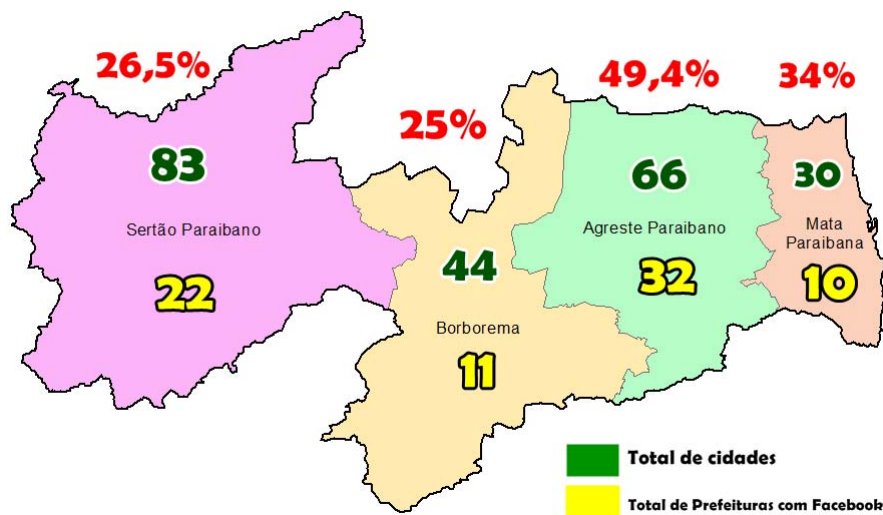 26,5%
25%
49,4%
34%
83
Sertão Paraibano
22
44
Borborema
11
66
Agreste Paraibano
32
30
Mata
Paraibana
10
Total de cidades
Total de Prefeituras com Facebook